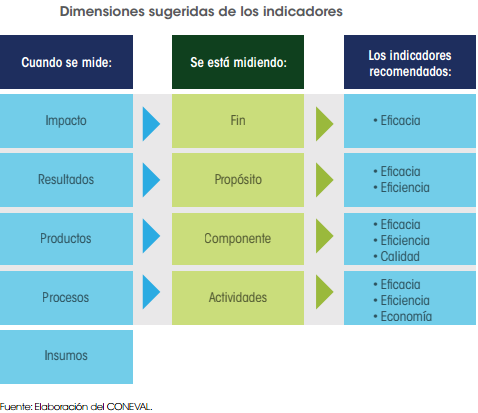 Dimensiones sugeridas de los indicadores
Cuando se mide:
Se está midiendo:
Los indicadores
recomendados:
Impacto
Fin
• Eficacia
Resultados
Propósito
• Eficacia
• Eficiencia
Productos
Componente
• Eficacia
• Eficiencia
• Calidad
Procesos
Actividades
• Eficacia
• Eficiencia
• Economía
Insumos
Fuente: Elaboración del CONEVAL.